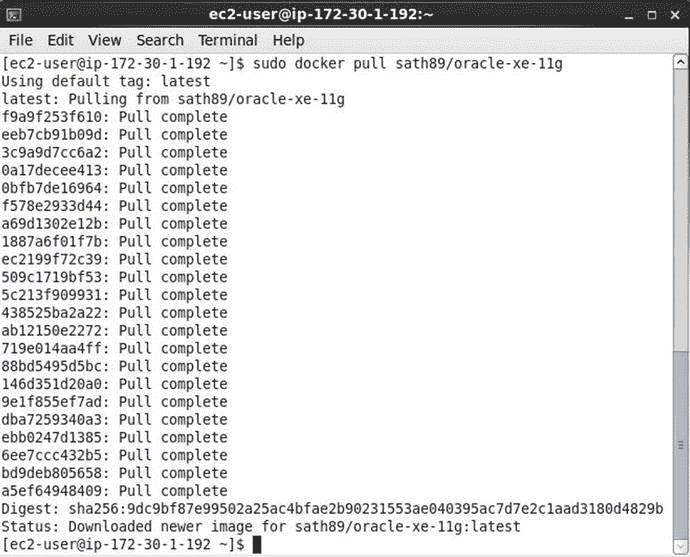 ec2-user@ip-172-30-1-192:~
File Edit View Search Terminal Help
[ec2-user@ip-172-30-1-192 ~]$ sudo docker pull sath89/oracle-xe-11g
Using default tag: latest
latest: Pulling from sath89/oracle-xe-11g
f9a9f253f610: Pull complete
eeb7cb91b09d: Pull complete
3c9a9d7cc6a2: Pull complete
0a17decee413: Pull complete
0bfb7de16964: Pull complete
f578e2933d44: Pull complete
a69d1302e12b: Pull complete
1887a6f01f7b: Pull complete
ec2199f72c39: Pull complete
509c1719bf53: Pull complete
5c213f909931: Pull complete
438525ba2a22: Pull complete
ab12150e2272: Pull complete
719e014aa4ff: Pull complete
88bd5495d5bc: Pull complete
146d351d20a0: Pull complete
9e1f855ef7ad: Pull complete
dba7259340a3: Pull complete
ebb0247d1385: Pull complete
6ee7ccc432b5: Pull complete
bd9deb805658: Pull complete
a5ef64948409: Pull complete
Digest: sha256:9dc9bf87e99502a25ac4bfae2b90231553ae040395ac7d7e2c1aad3180d4829b
Status: Downloaded newer image for sath89/oracle-xe-11g:latest
[ec2-user@ip-172-30-1-192 ~]$